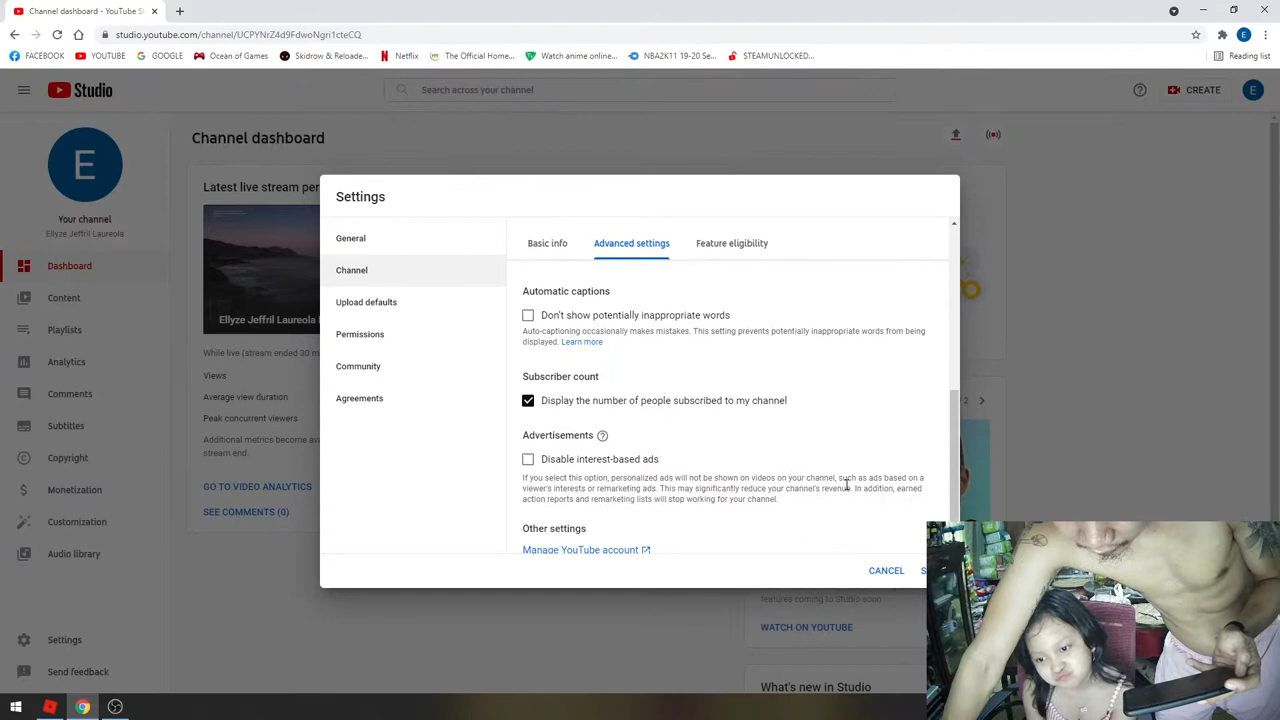 Channel dashboard - YouTube S
studio.youtube.com/channel/UCPYNrZ4d9FdwoNgri1cteCQ
E
FACEBOOK
YOUTUBE
GOOGLE
Ocean of Games
Skidrow & Reloade...
Netflix
The Official Home...
Watch anime online...
NBA2K11 19-20 Se...
STEAMUNLOCKED...
Reading list
Studio
Search across your channel
CREATE
E
E
Your channel
Ellyze Jeffril Laureola
Dashboard
Content
Playlists
Analytics
Comments
Subtitles
Copyright
Monetization
Customization
Audio library
Settings
Send feedback
Channel dashboard
Latest live stream per
Ellyze Jeffril Laureola
While live (stream ended 30 m
Views
Average view duration
Peak concurrent viewers
Additional metrics become av
stream end.
GO TO VIDEO ANALYTICS
SEE COMMENTS (0)
Settings
General
Channel
Upload defaults
Permissions
Community
Agreements
Basic info
Advanced settings
Feature eligibility
Automatic captions
Don't show potentially inappropriate words
Auto-captioning occasionally makes mistakes. This setting prevents potentially inappropriate words from being
displayed. Learn more
Subscriber count
Display the number of people subscribed to my channel
Advertisements
Disable interest-based ads
If you select this option, personalized ads will not be shown on videos on your channel, such as ads based on a
viewer's interests or remarketing ads. This may significantly reduce your channel's revenue. In addition, earned
action reports and remarketing lists will stop working for your channel.
Other settings
Manage YouTube account
CANCEL
S
/ 2
features coming to Studio soon
WATCH ON YOUTUBE
What's new in Studio